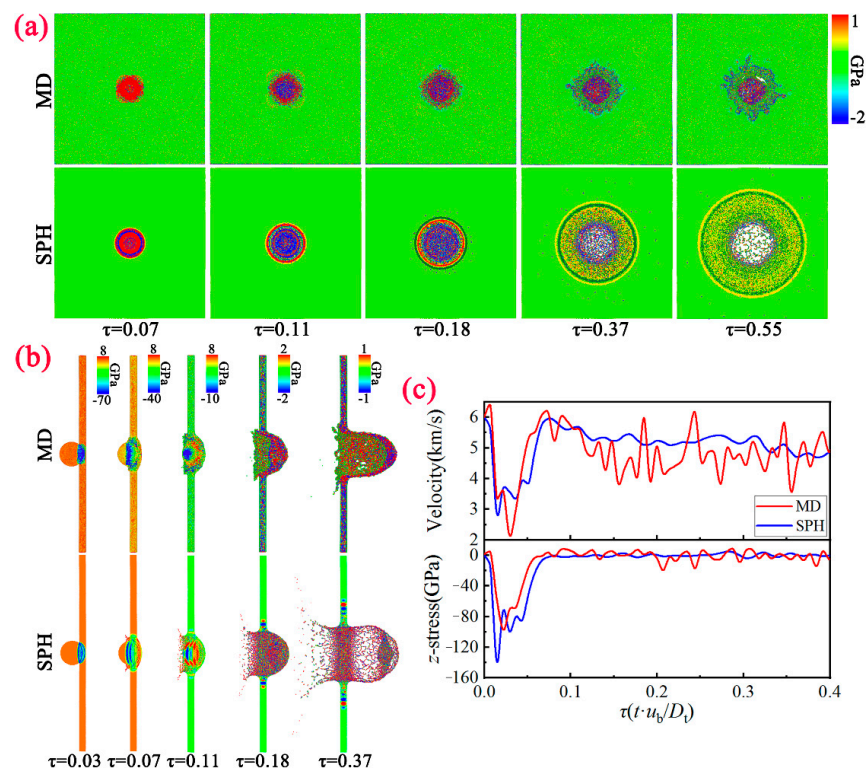 (a)
MD
1
GPa
-2
SPH
τ=0.07 τ=0.11 τ=0.18 τ=0.37 τ=0.55
(b)
MD
8
GPa
-70
8
GPa
-40
8
GPa
-10
2
GPa
-2
1
GPa
-1
SPH
τ=0.03 τ=0.07 τ=0.11 τ=0.18 τ=0.37
(c)
Velocity(km/s)
6
5
4
3
2
MD
SPH
z-stress(GPa)
0
-40
-80
-120
-160
0.0 0.1 0.2 0.3 0.4
τ(t·u_b/D_t)